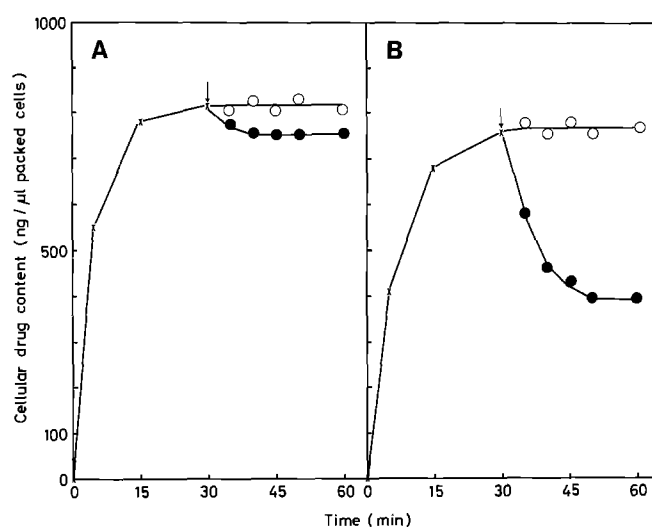 1000
500
100
0
Cellular drug content (ng/µl packed cells)
A
B
0 15 30 45 60 0 15 30 45 60
Time (min)